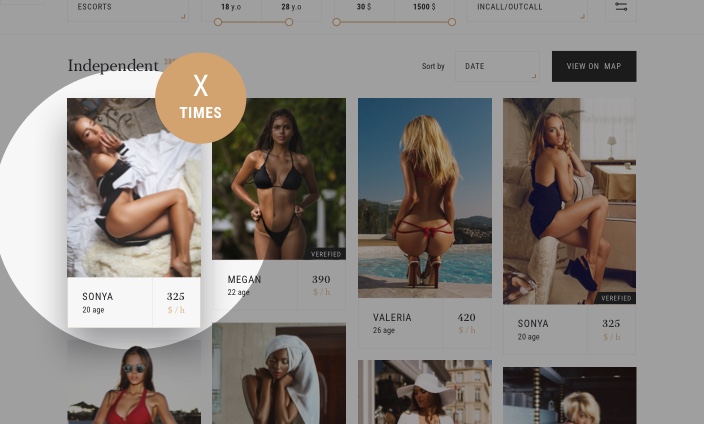 ESCORTS
18 y.o
28 y.o
30 $
1500 $
INCALL/OUTCALL
Independent
Sort by
DATE
VIEW ON MAP
X
TIMES
VEREFIED
SONYA
20 age
325
$ / h
MEGAN
22 age
390
$ / h
VALERIA
26 age
420
$ / h
VEREFIED
SONYA
20 age
325
$ / h